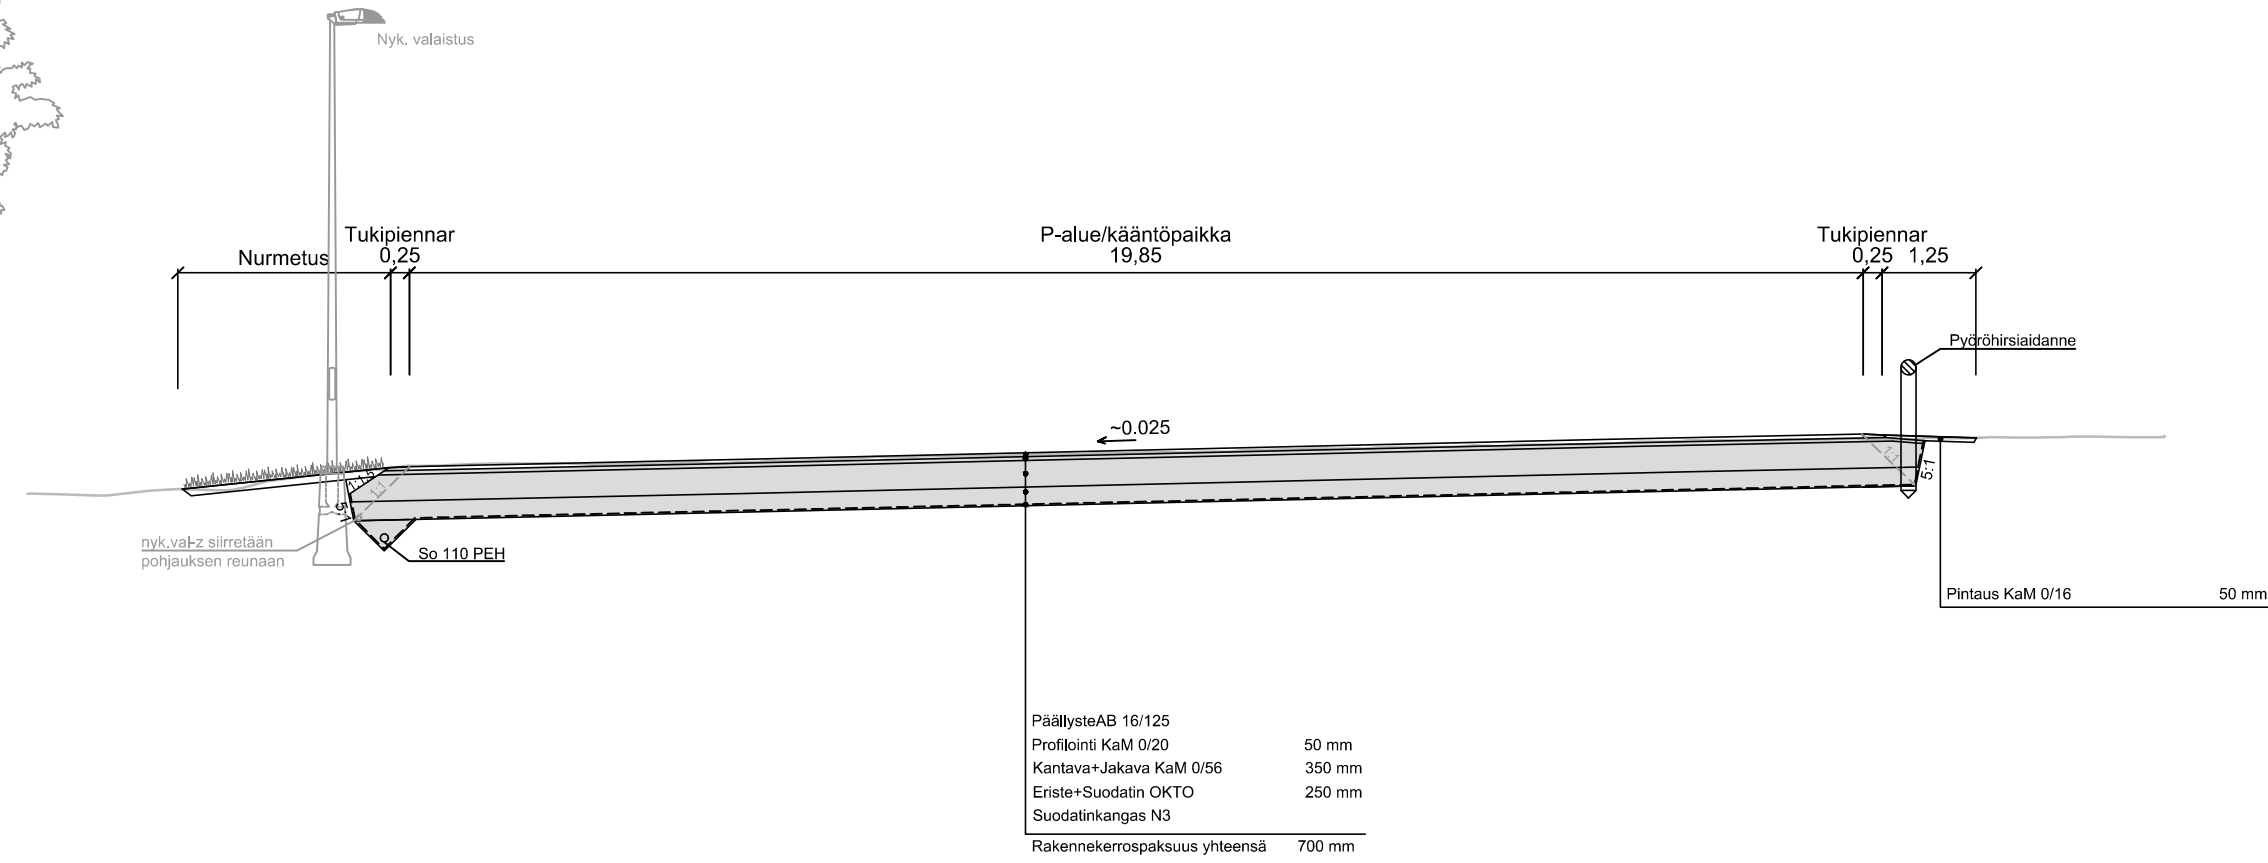 Nyk. valaistus
Tukipiennar
P-alue/kääntöpaikka
Tukipiennar
Nurmetus
0,25
19,85
0,25
1,25
Pyöröhirsiaidanne
~0.025
1:1,5
1:1
5:1
1:1
5:1
nyk.val-z siirretään
pohjauksen reunaan
So 110 PEH
Pintaus KaM 0/16 50 mm
PäällysteAB 16/125
Profilointi KaM 0/20 50 mm
Kantava+Jakava KaM 0/56 350 mm
Eriste+Suodatin OKTO 250 mm
Suodatinkangas N3
Rakennekerrospaksuus yhteensä 700 mm